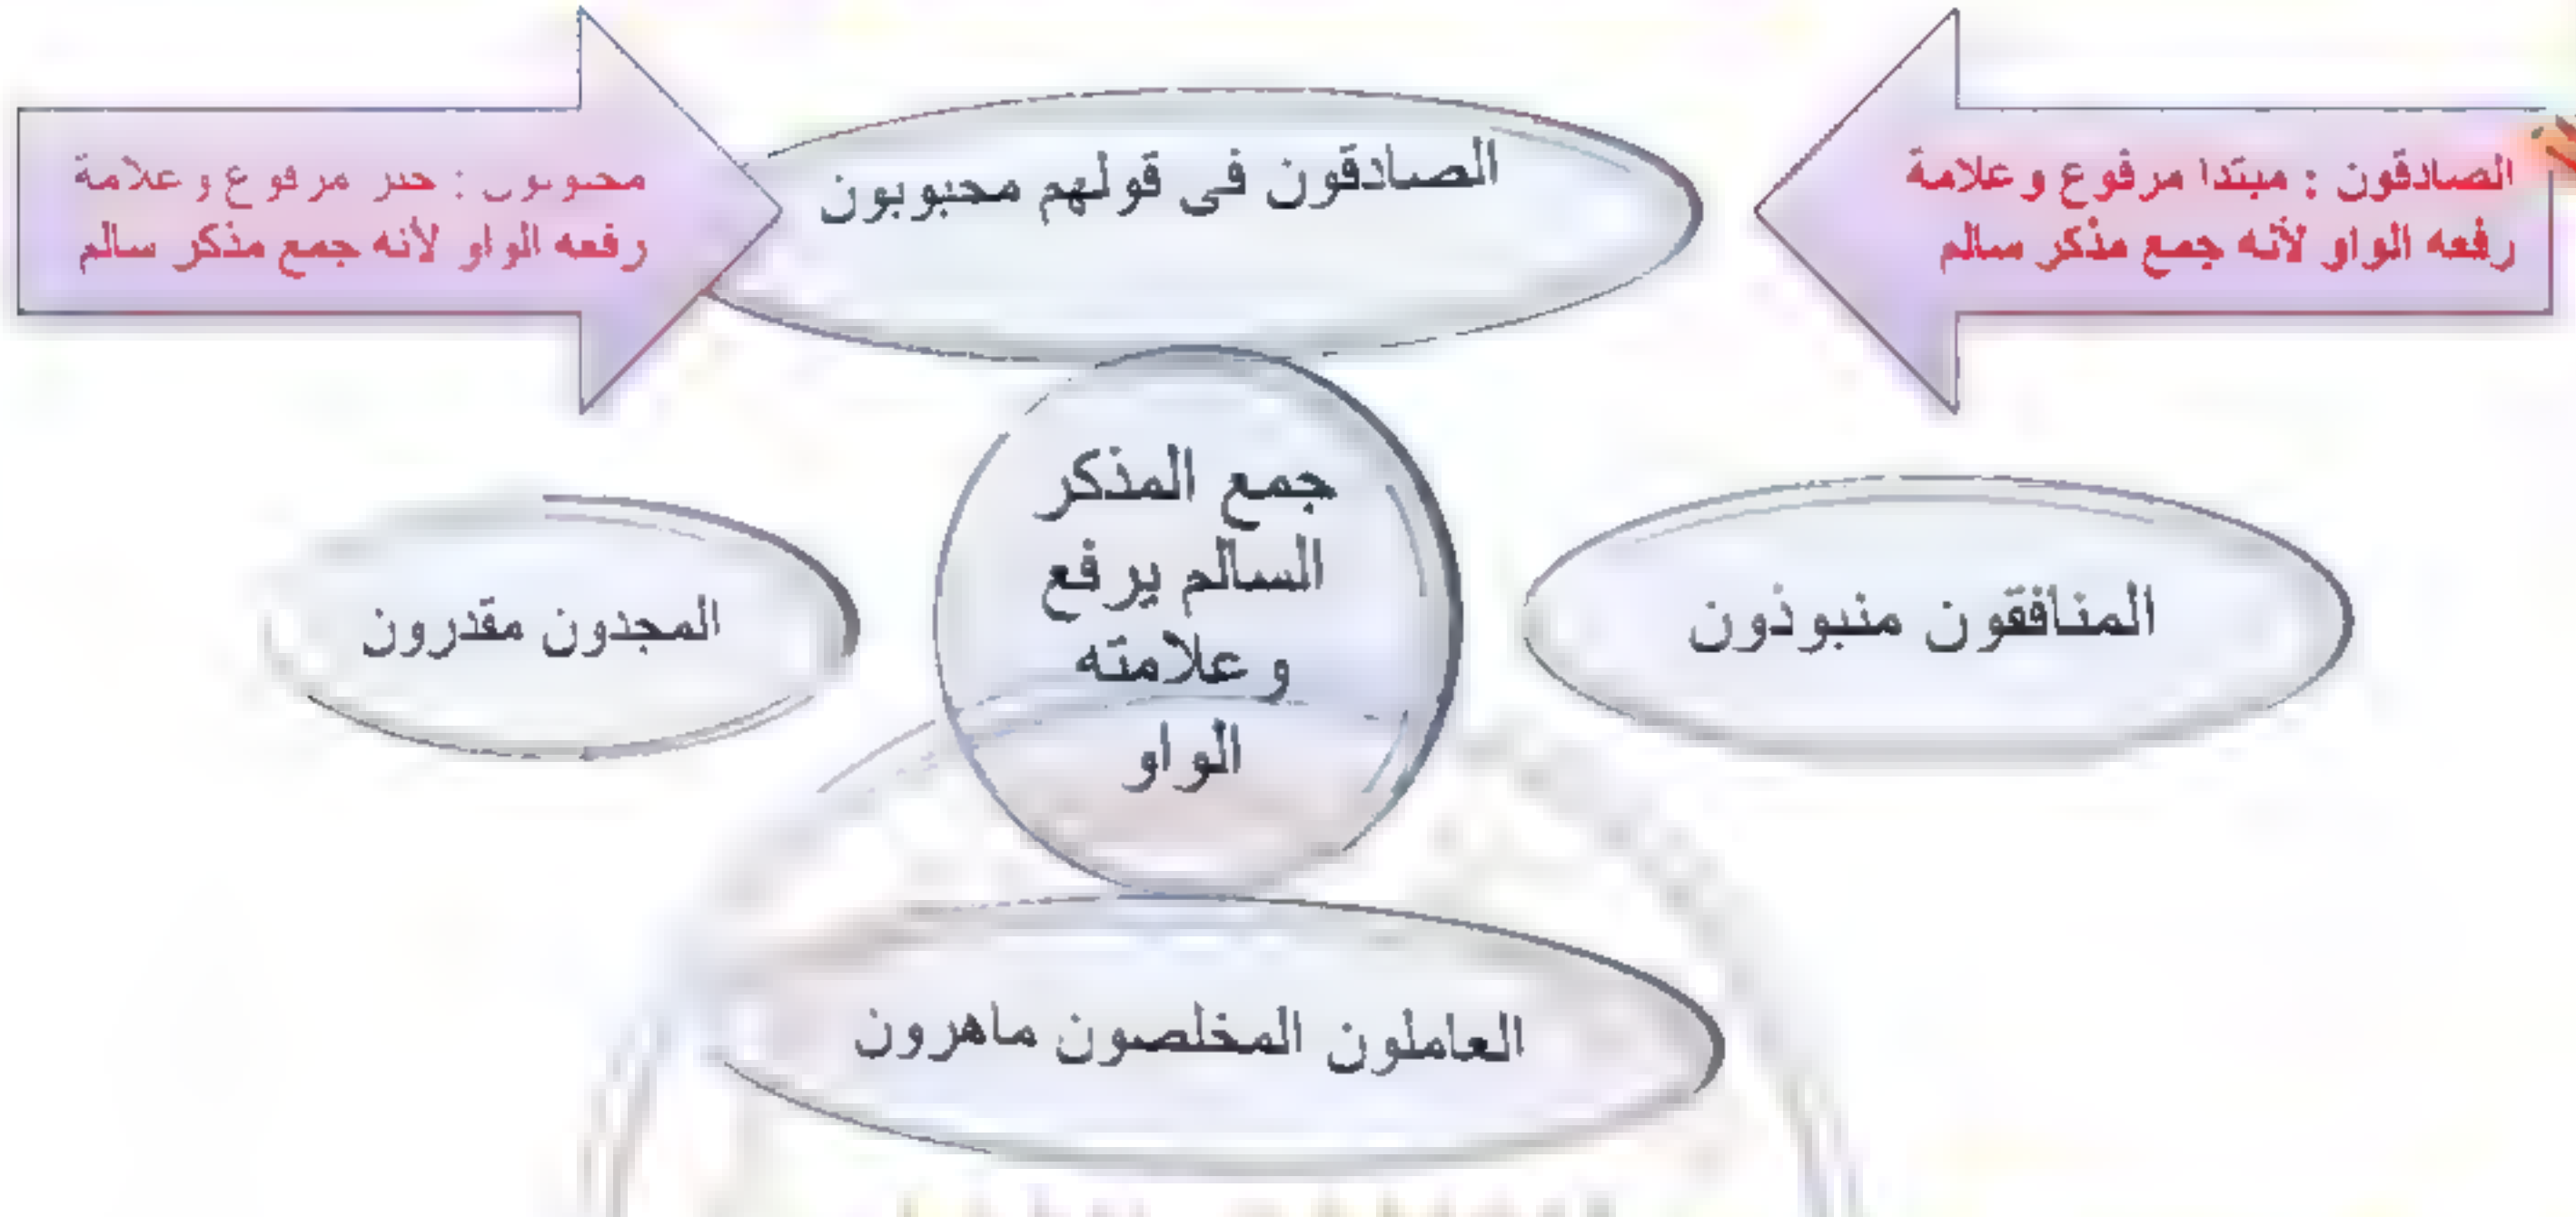 الصادقون : مبتدا مرفوع وعلامة
رفعه الواو لأنه جمع مذكر سالم
الصادقون فى قولهم محبوبون
محبوبون : خبر مرفوع وعلامة
رفعه الواو لأنه جمع مذكر سالم
جمع المذكر
السالم يرفع
وعلامته
الواو
المنافقون منبوذون
المجدون مقدرون
العاملون المخلصون ماهرون